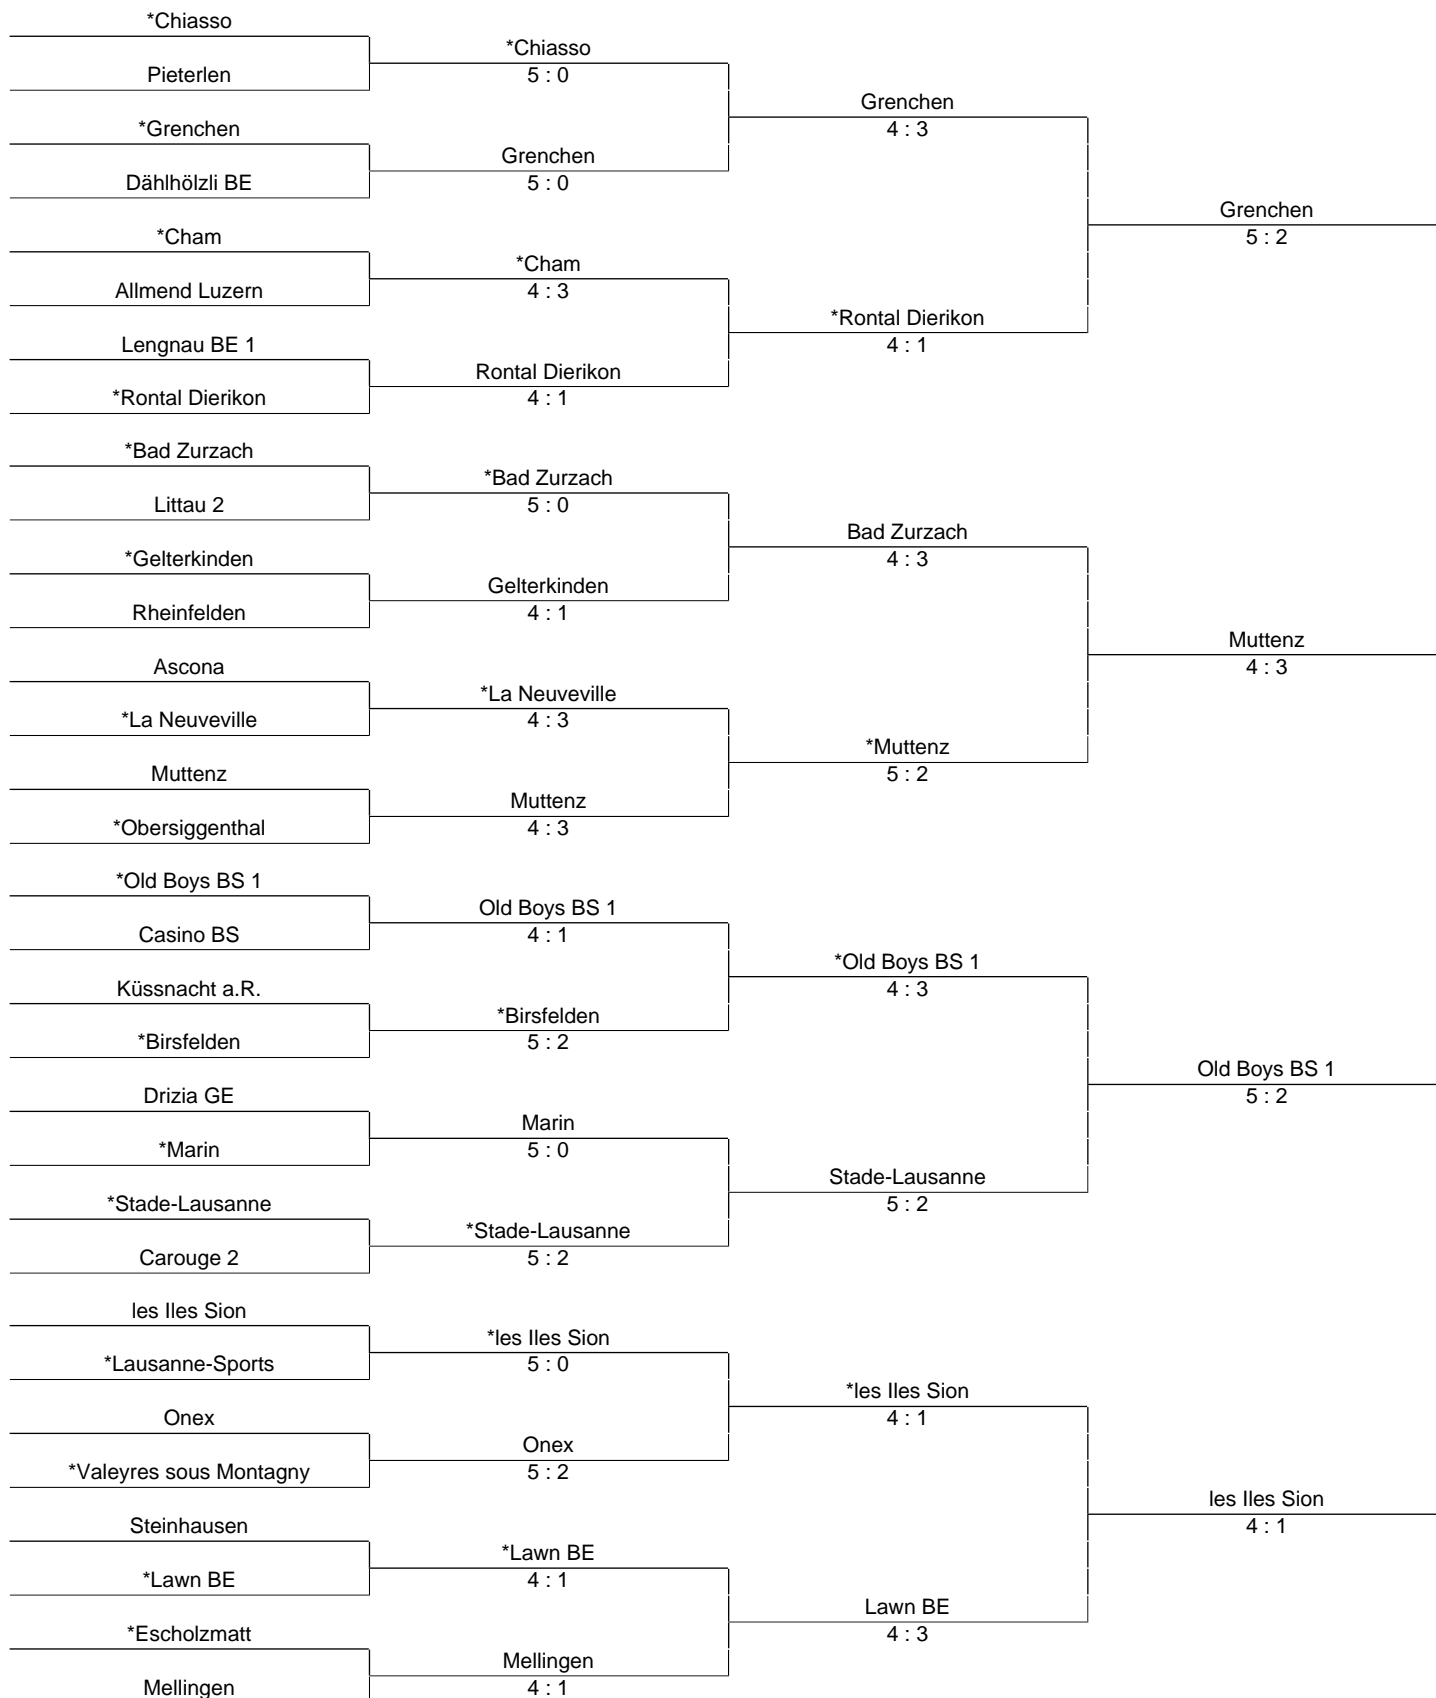 *Chiasso
*Chiasso
Pieterlen
5 : 0
Grenchen
*Grenchen
4 : 3
Grenchen
Dählhölzli BE
5 : 0
Grenchen
*Cham
5 : 2
*Cham
Allmend Luzern
4 : 3
*Rontal Dierikon
Lengnau BE 1
4 : 1
Rontal Dierikon
*Rontal Dierikon
4 : 1
*Bad Zurzach
*Bad Zurzach
Littau 2
5 : 0
Bad Zurzach
*Gelterkinden
4 : 3
Gelterkinden
Rheinfelden
4 : 1
Muttenz
Ascona
4 : 3
*La Neuveville
*La Neuveville
4 : 3
*Muttenz
Muttenz
5 : 2
Muttenz
*Obersiggenthal
4 : 3
*Old Boys BS 1
Old Boys BS 1
Casino BS
4 : 1
*Old Boys BS 1
Küssnacht a.R.
4 : 3
*Birsfelden
*Birsfelden
5 : 2
Old Boys BS 1
Drizia GE
5 : 2
Marin
*Marin
5 : 0
Stade-Lausanne
*Stade-Lausanne
5 : 2
*Stade-Lausanne
Carouge 2
5 : 2
les Iles Sion
*les Iles Sion
*Lausanne-Sports
5 : 0
*les Iles Sion
Onex
4 : 1
Onex
*Valeyres sous Montagny
5 : 2
les Iles Sion
Steinhausen
4 : 1
*Lawn BE
*Lawn BE
4 : 1
Lawn BE
*Escholzmatt
4 : 3
Mellingen
Mellingen
4 : 1